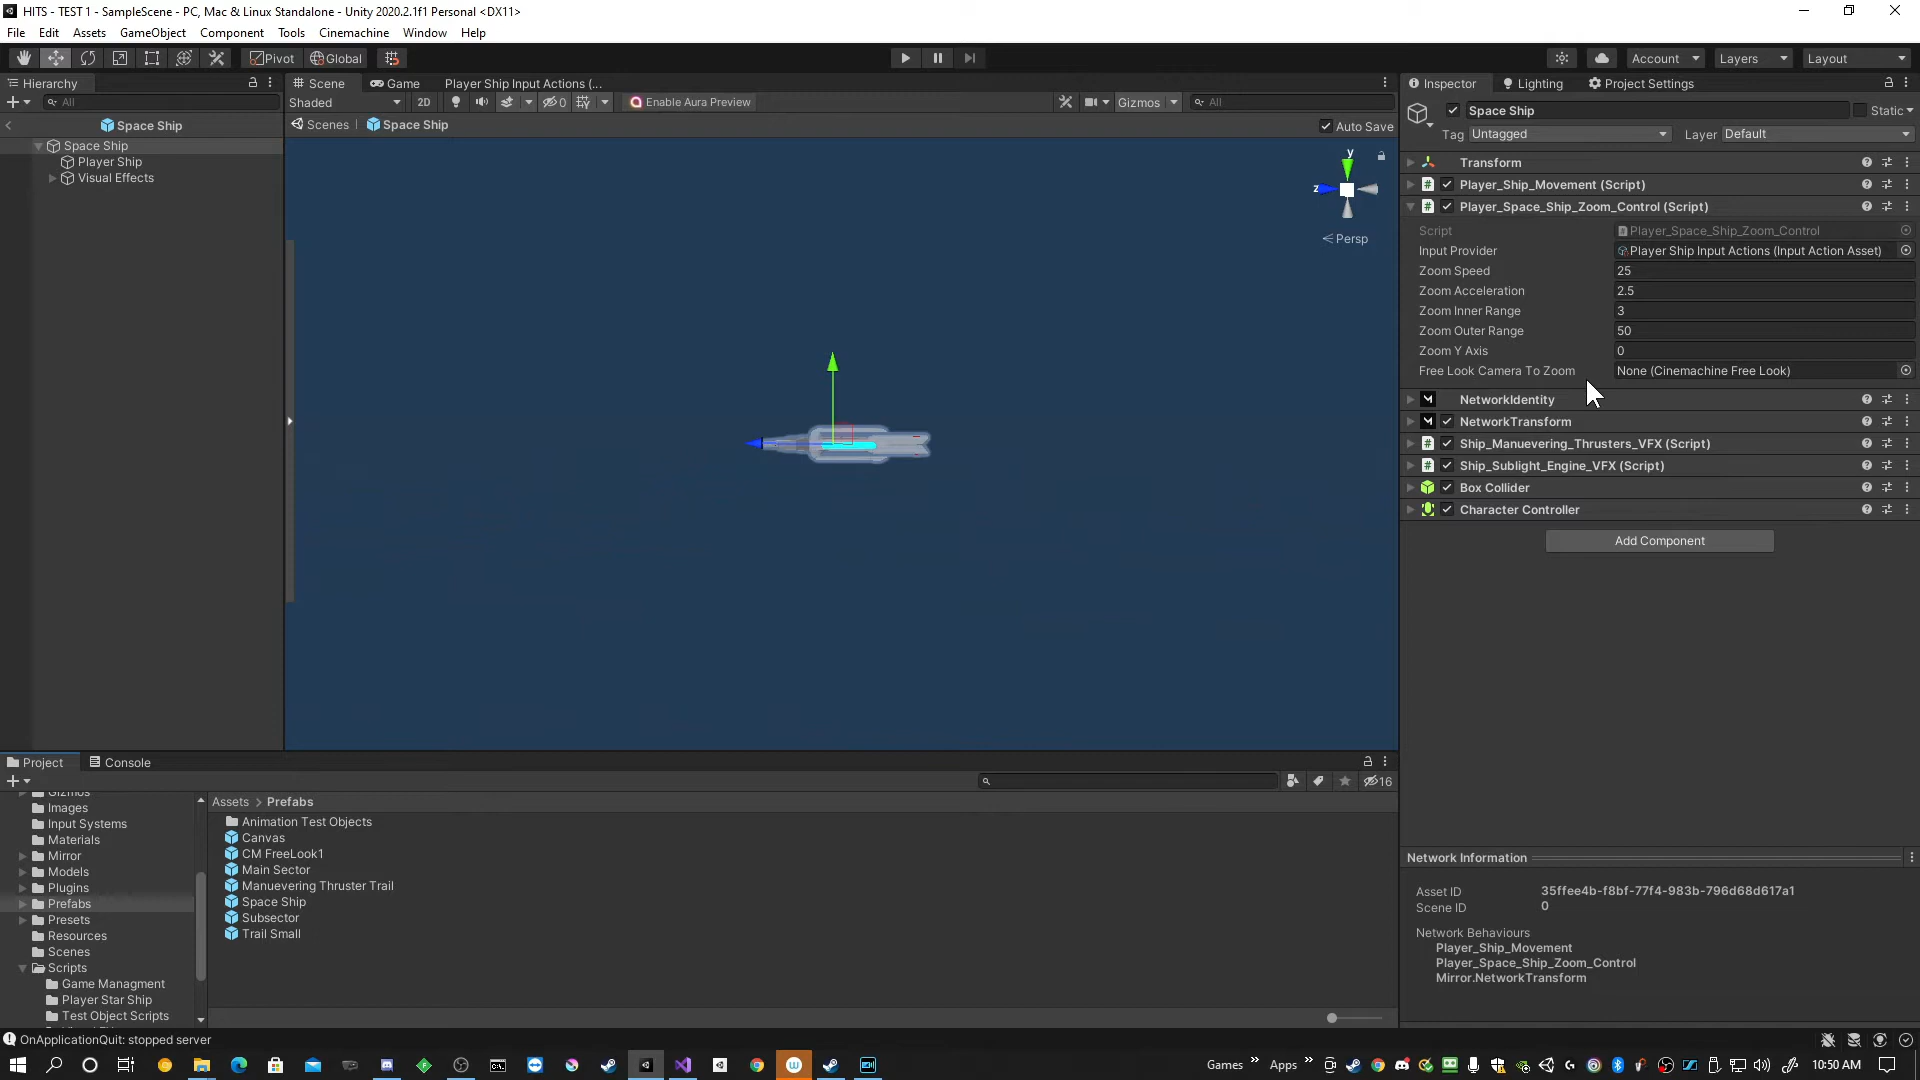 HITS - TEST 1 - SampleScene - PC, Mac & Linux Standalone - Unity 2020.2.1f1 Personal <DX11>
File Edit Assets GameObject Component Tools Cinemachine Window Help
Pivot Global Account Layers Layout
Hierarchy Scene Game Player Ship Input Actions (... Inspector Lighting Project Settings
All Shaded 2D 0 Enable Aura Preview Gizmos All
Space Ship Static
Tag Untagged Layer Default
Space Ship Scenes Space Ship Auto Save
Space Ship
Player Ship
Visual Effects
y
z
Persp
Transform
Player_Ship_Movement (Script)
Player_Space_Ship_Zoom_Control (Script)
Script Player_Space_Ship_Zoom_Control
Input Provider Player Ship Input Actions (Input Action Asset)
Zoom Speed 25
Zoom Acceleration 2.5
Zoom Inner Range 3
Zoom Outer Range 50
Zoom Y Axis 0
Free Look Camera To Zoom None (Cinemachine Free Look)
NetworkIdentity
NetworkTransform
Ship_Manuevering_Thrusters_VFX (Script)
Ship_Sublight_Engine_VFX (Script)
Box Collider
Character Controller
Add Component
Project Console
16
Gizmos
Images
Input Systems
Materials
Mirror
Models
Plugins
Prefabs
Presets
Resources
Scenes
Scripts
Game Managment
Player Star Ship
Test Object Scripts
Assets > Prefabs
Animation Test Objects
Canvas
CM FreeLook1
Main Sector
Manuevering Thruster Trail
Space Ship
Subsector
Trail Small
Network Information
Asset ID 35ffee4b-f8bf-77f4-983b-796d68d617a1
Scene ID 0
Network Behaviours
Player_Ship_Movement
Player_Space_Ship_Zoom_Control
Mirror.NetworkTransform
OnApplicationQuit: stopped server
Games Apps 10:50 AM